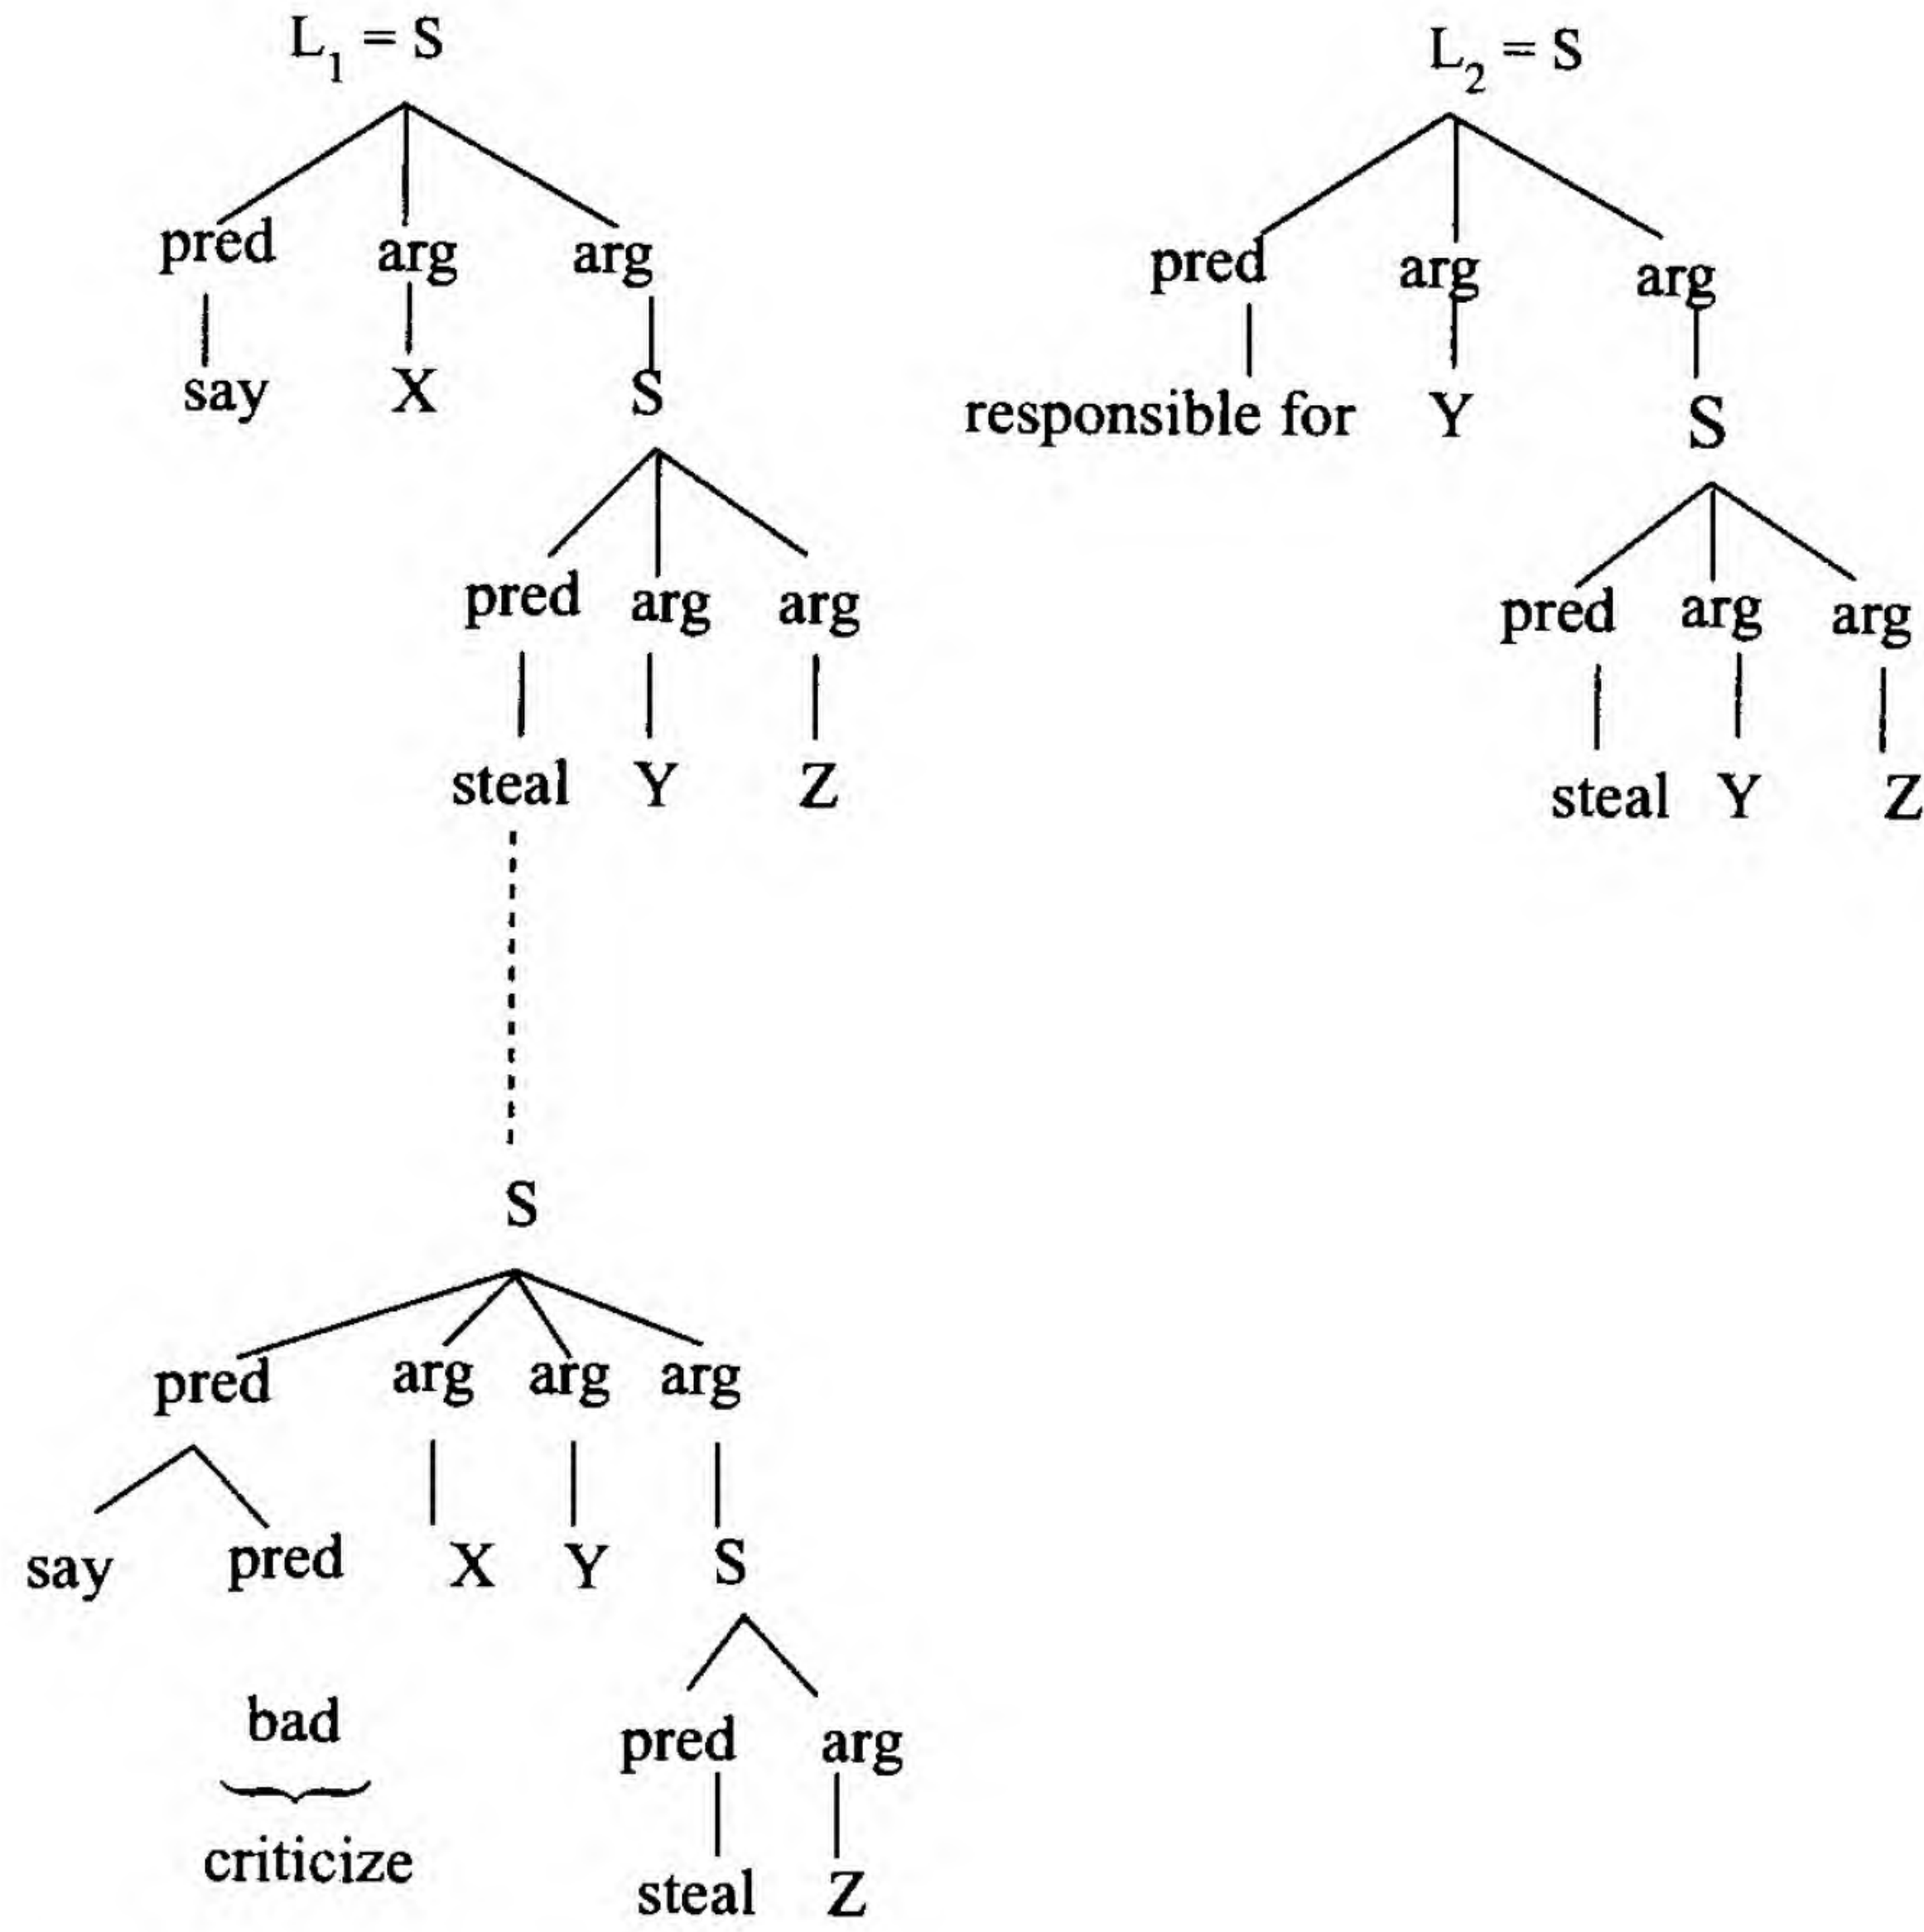 L₁ = S
L₂ = S
pred arg arg
pred arg arg
say X S
responsible for Y S
pred arg arg
pred arg arg
steal Y Z
steal Y Z
S
pred arg arg arg
say pred X Y S
bad
pred arg
criticize
steal Z